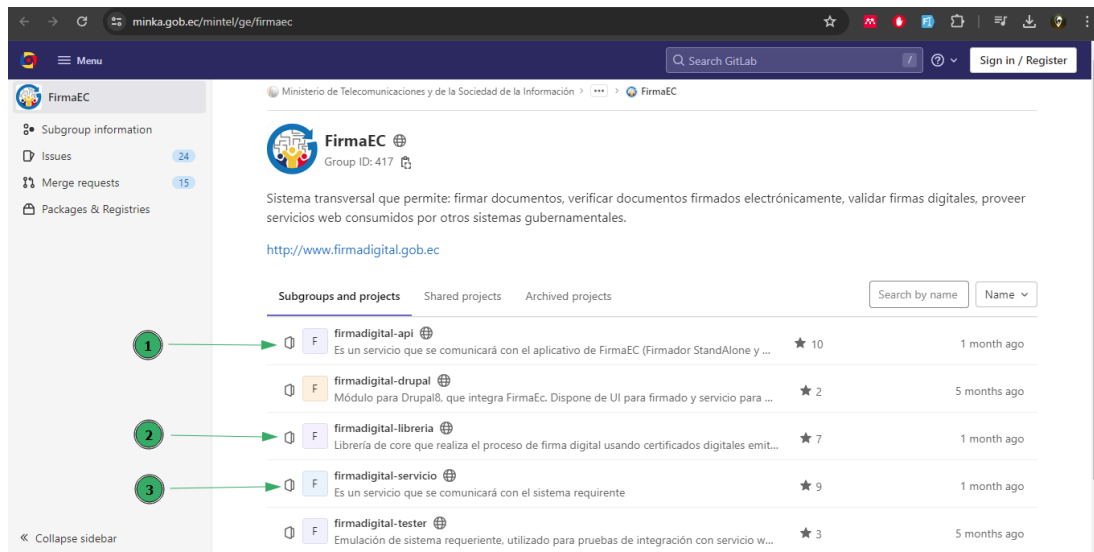 minka.gob.ec/mintel/ge/firmaec
Menu
Search GitLab
/
Sign in / Register
FirmaEC
Subgroup information
Issues 24
Merge requests 15
Packages & Registries
Collapse sidebar
Ministerio de Telecomunicaciones y de la Sociedad de la Información > ··· > FirmaEC
FirmaEC
Group ID: 417
Sistema transversal que permite: firmar documentos, verificar documentos firmados electrónicamente, validar firmas digitales, proveer
servicios web consumidos por otros sistemas gubernamentales.
http://www.firmadigital.gob.ec
Subgroups and projects Shared projects Archived projects Search by name Name
1
F firmadigital-api
Es un servicio que se comunicará con el aplicativo de FirmaEC (Firmador StandAlone y ... 10 1 month ago
F firmadigital-drupal
Módulo para Drupal8, que integra FirmaEc. Dispone de UI para firmado y servicio para ... 2 5 months ago
2
F firmadigital-libreria
Librería de core que realiza el proceso de firma digital usando certificados digitales emit... 7 1 month ago
3
F firmadigital-servicio
Es un servicio que se comunicará con el sistema requirente 9 1 month ago
F firmadigital-tester
Emulación de sistema requeriente, utilizado para pruebas de integración con servicio w... 3 5 months ago